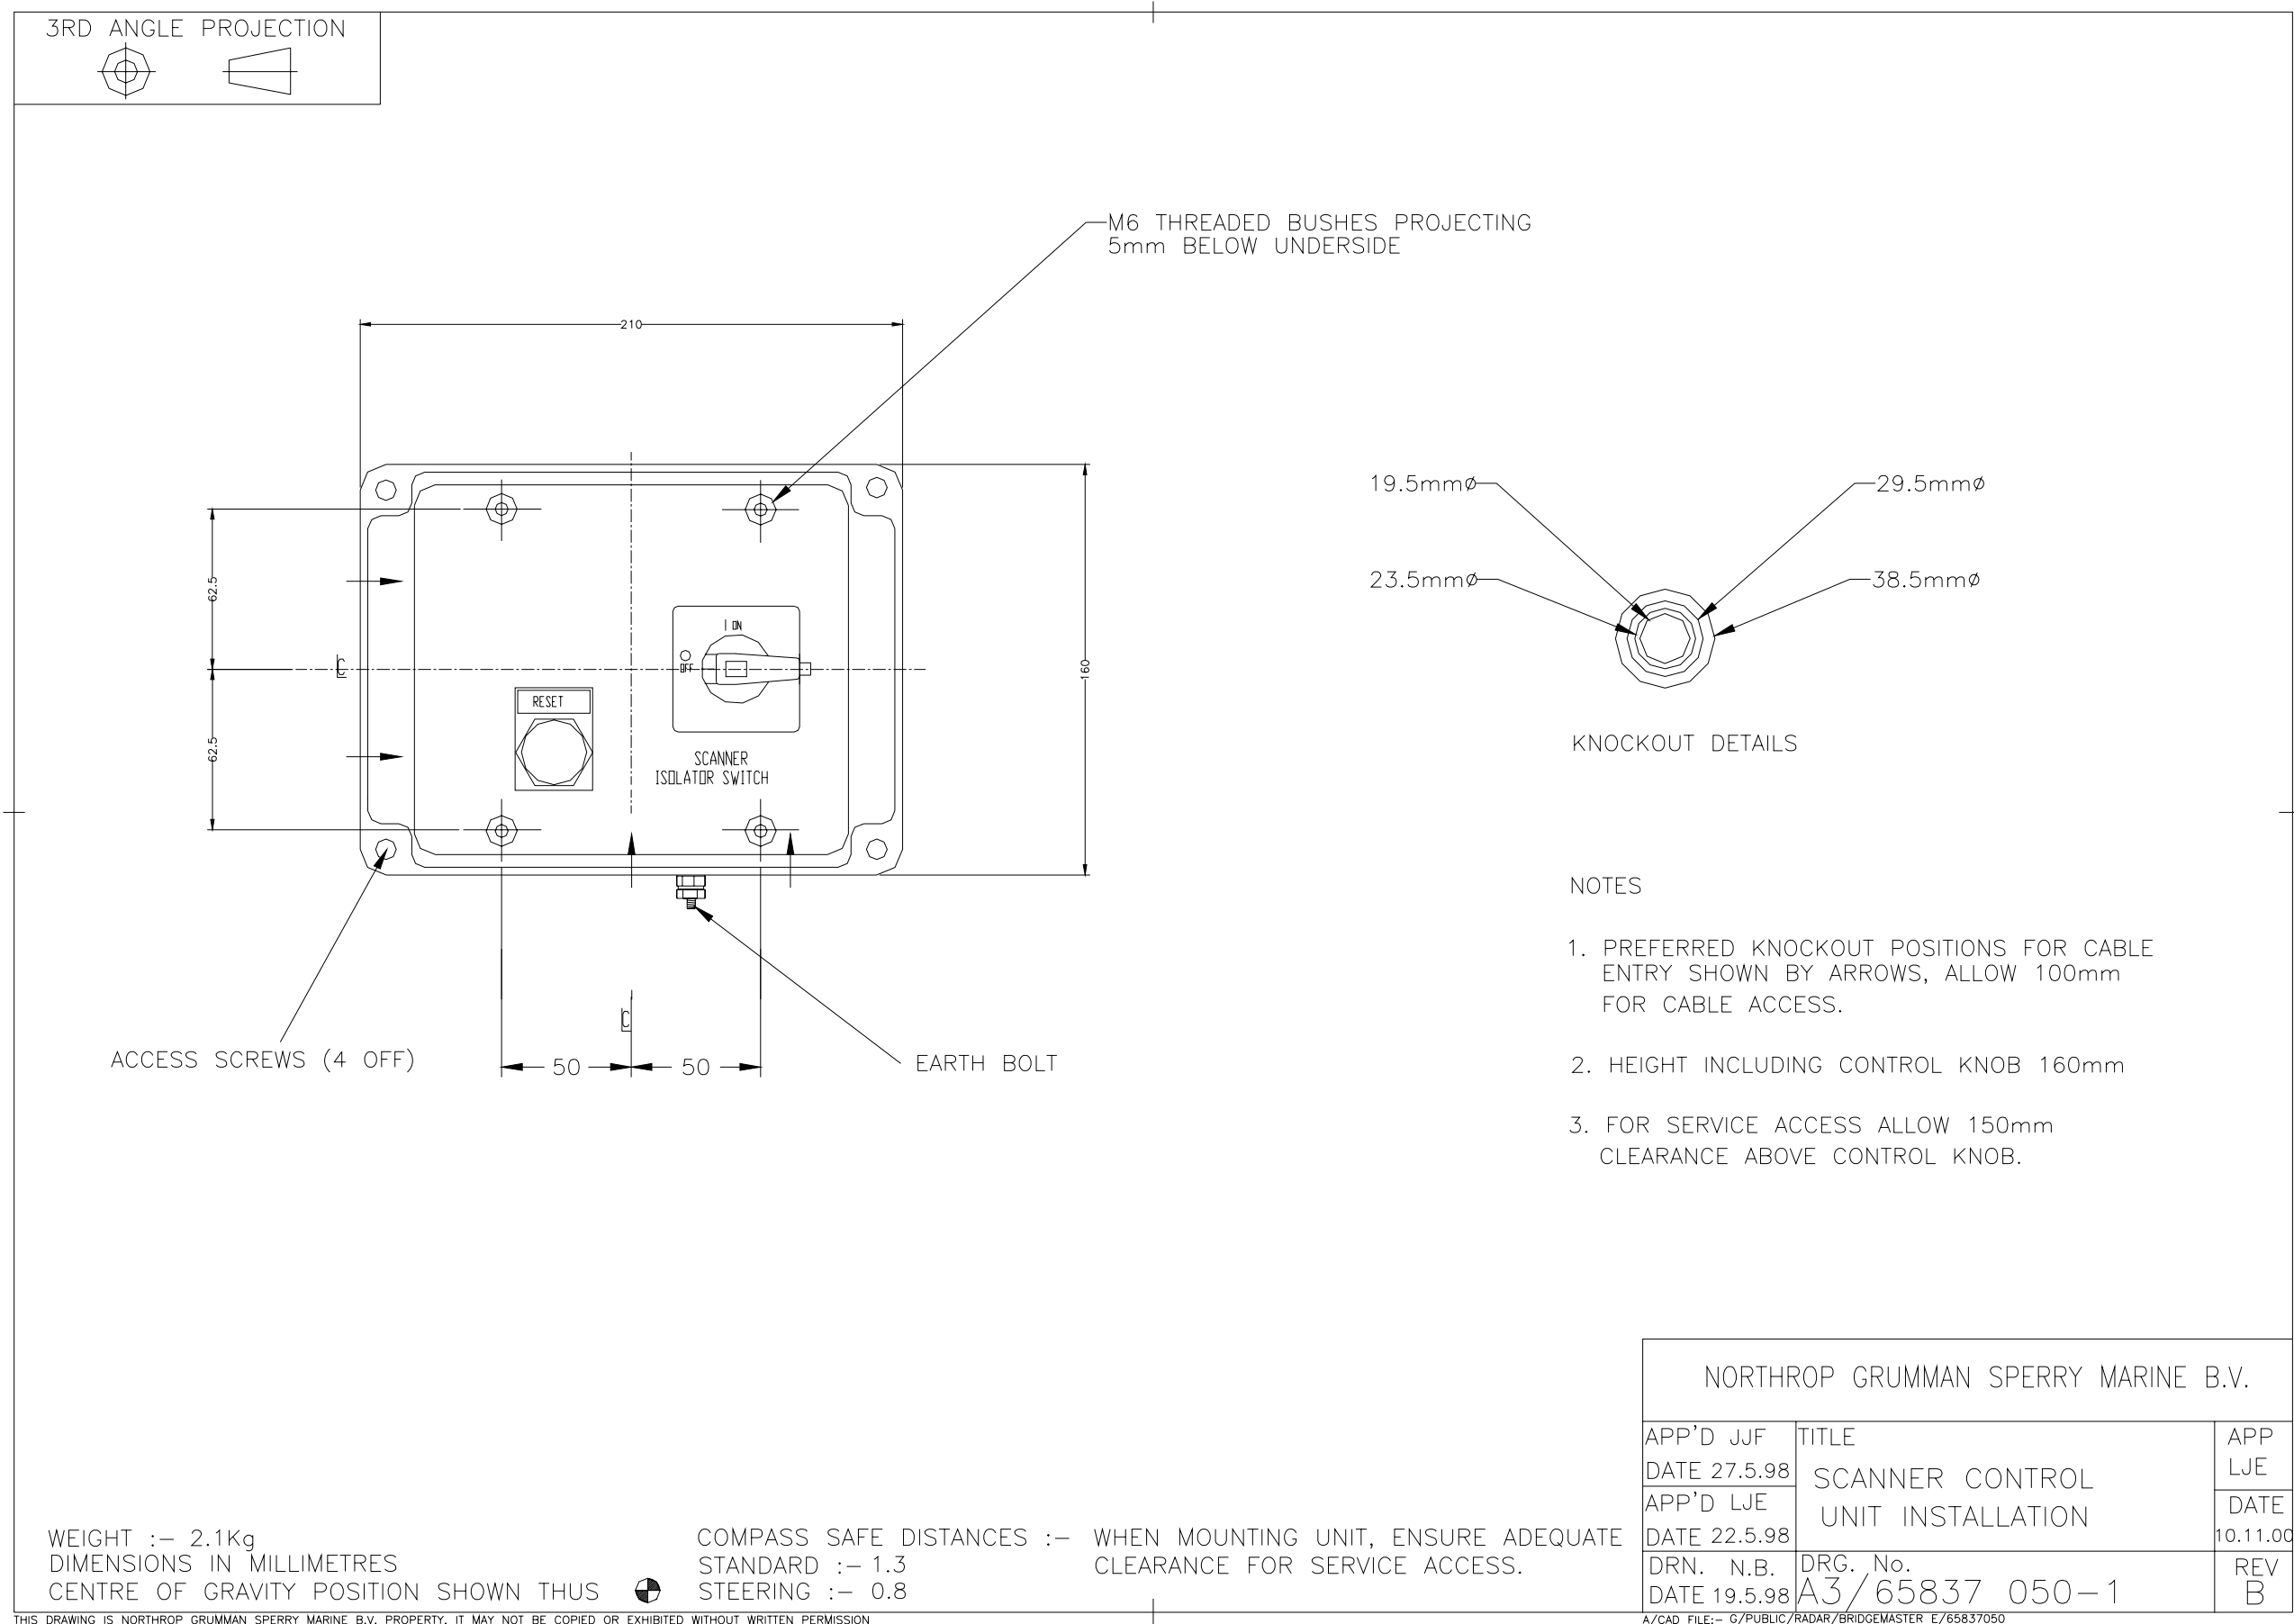 3RD ANGLE PROJECTION
M6 THREADED BUSHES PROJECTING
5mm BELOW UNDERSIDE
210
62.5
62.5
160
I ON
OFF
RESET
SCANNER
ISOLATOR SWITCH
C
C
50
50
ACCESS SCREWS (4 OFF)
EARTH BOLT
19.5mmø
29.5mmø
23.5mmø
38.5mmø
KNOCKOUT DETAILS
NOTES
1. PREFERRED KNOCKOUT POSITIONS FOR CABLE
ENTRY SHOWN BY ARROWS, ALLOW 100mm
FOR CABLE ACCESS.
2. HEIGHT INCLUDING CONTROL KNOB 160mm
3. FOR SERVICE ACCESS ALLOW 150mm
CLEARANCE ABOVE CONTROL KNOB.
WEIGHT :- 2.1Kg
DIMENSIONS IN MILLIMETRES
CENTRE OF GRAVITY POSITION SHOWN THUS
COMPASS SAFE DISTANCES :-
STANDARD :- 1.3
STEERING :- 0.8
WHEN MOUNTING UNIT, ENSURE ADEQUATE
CLEARANCE FOR SERVICE ACCESS.
NORTHROP GRUMMAN SPERRY MARINE B.V.
APP'D JJF
DATE 27.5.98
APP'D LJE
DATE 22.5.98
DRN. N.B.
DATE 19.5.98
TITLE
SCANNER CONTROL
UNIT INSTALLATION
DRG. No.
A3/65837 050-1
APP
LJE
DATE
10.11.00
REV
B
THIS DRAWING IS NORTHROP GRUMMAN SPERRY MARINE B.V. PROPERTY. IT MAY NOT BE COPIED OR EXHIBITED WITHOUT WRITTEN PERMISSION
A/CAD FILE:- G/PUBLIC/RADAR/BRIDGEMASTER E/65837050